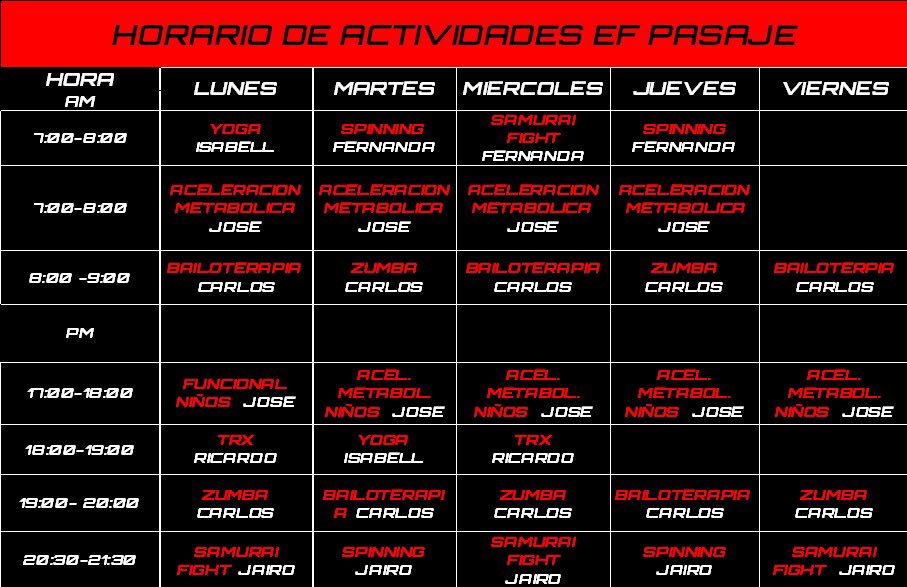 HORARIO DE ACTIVIDADES EF PASAJE
HORA
AM
LUNES
MARTES
MIERCOLES
JUEVES
VIERNES
7:00-8:00
YOGA
ISABELL
SPINNING
FERNANDA
SAMURAI
FIGHT
FERNANDA
SPINNING
FERNANDA
7:00-8:00
ACELERACION
METABOLICA
JOSE
ACELERACION
METABOLICA
JOSE
ACELERACION
METABOLICA
JOSE
ACELERACION
METABOLICA
JOSE
8:00 -9:00
BAILOTERAPIA
CARLOS
ZUMBA
CARLOS
BAILOTERAPIA
CARLOS
ZUMBA
CARLOS
BAILOTERPIA
CARLOS
PM
17:00-18:00
FUNCIONAL
NIÑOS JOSE
ACEL.
METABOL.
NIÑOS JOSE
ACEL.
METABOL.
NIÑOS JOSE
ACEL.
METABOL.
NIÑOS JOSE
ACEL.
METABOL.
NIÑOS JOSE
18:00-19:00
TRX
RICARDO
YOGA
ISABELL
TRX
RICARDO
19:00- 20:00
ZUMBA
CARLOS
BAILOTERAPI
A CARLOS
ZUMBA
CARLOS
BAILOTERAPIA
CARLOS
ZUMBA
CARLOS
20:30-21:30
SAMURAI
FIGHT JAIRO
SPINNING
JAIRO
SAMURAI
FIGHT
JAIRO
SPINNING
JAIRO
SAMURAI
FIGHT JAIRO